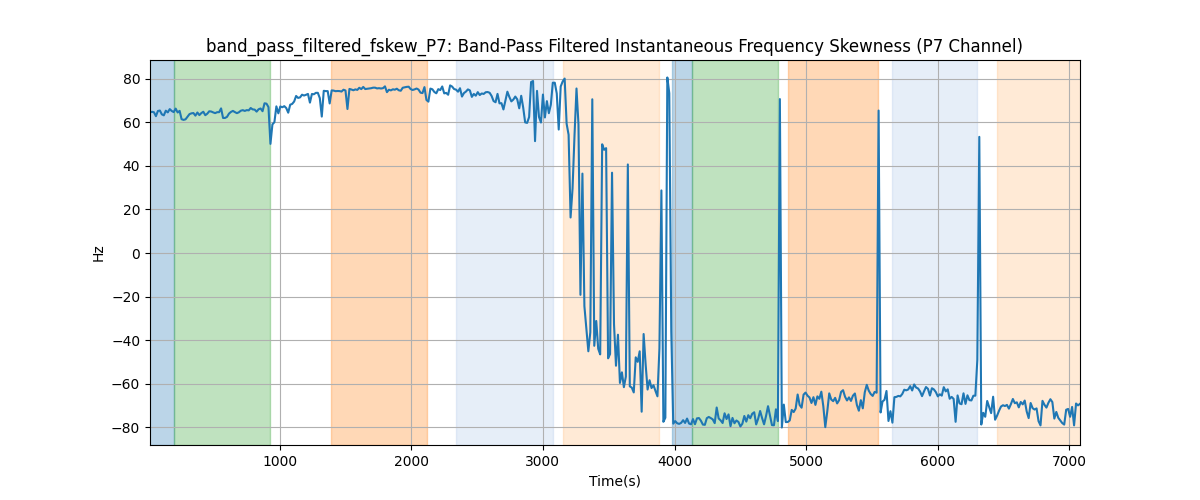 band_pass_filtered_fskew_P7: Band-Pass Filtered Instantaneous Frequency Skewness (P7 Channel)
Hz
80
60
40
20
0
−20
−40
−60
−80
1000 2000 3000 4000 5000 6000 7000
Time(s)